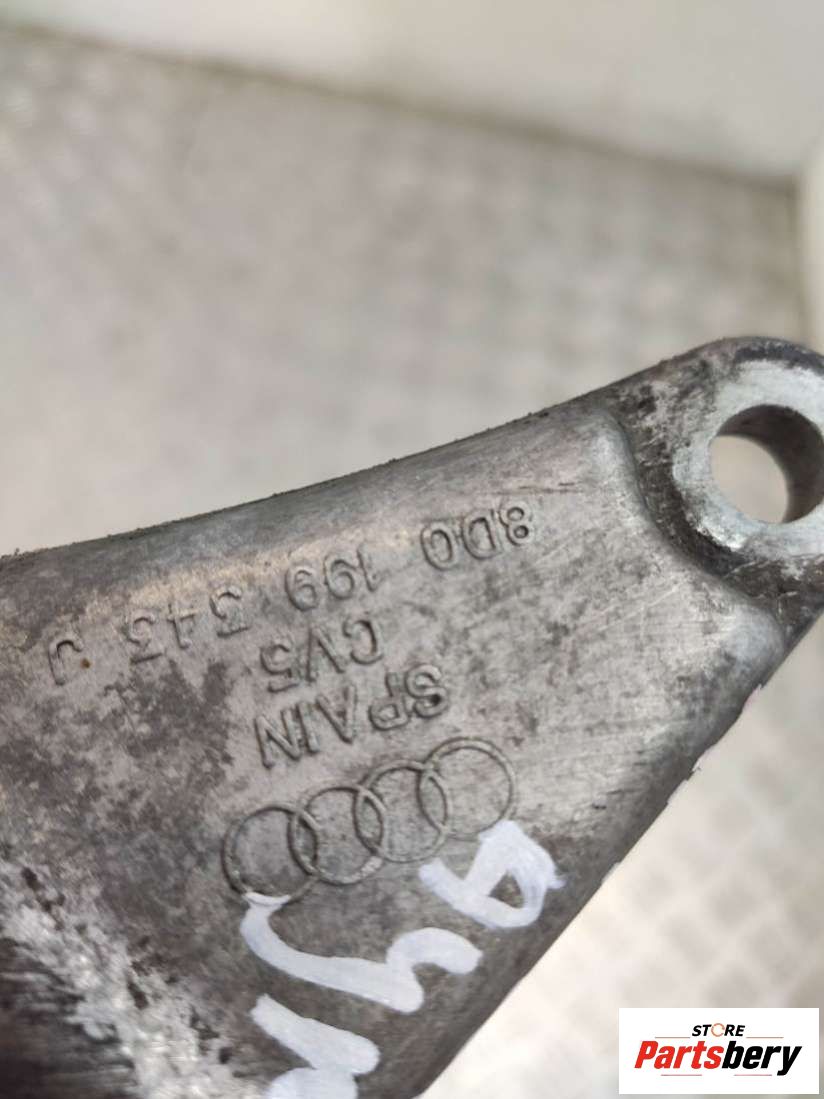 8D0 199 343 J
CV5
SPAIN
STORE
Partsbery